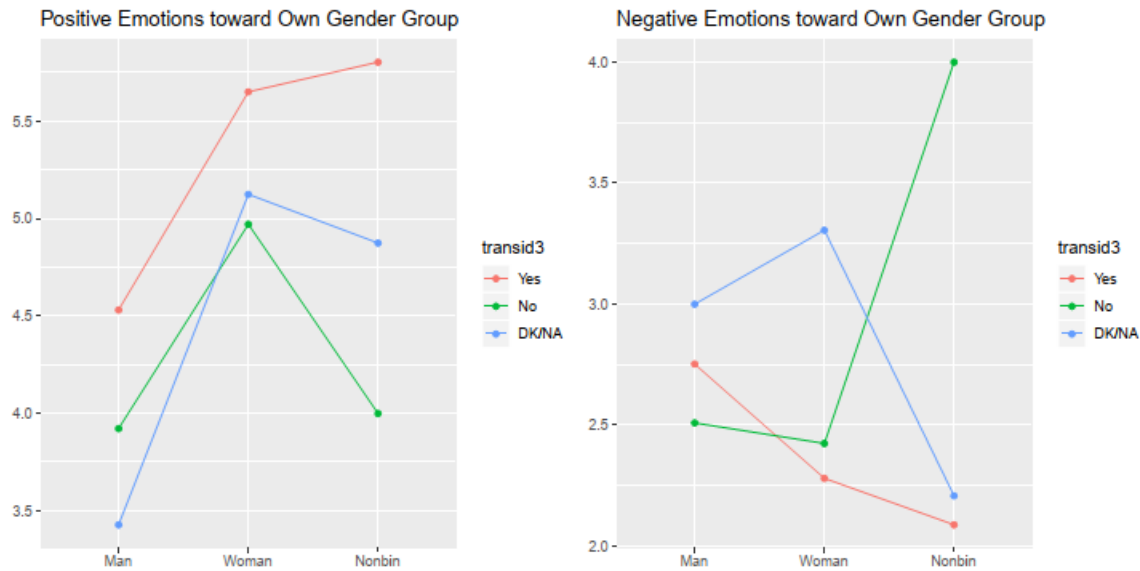 Positive Emotions toward Own Gender Group
5.5
5.0
4.5
4.0
3.5
Man Woman Nonbin
transid3
Yes
No
DK/NA
Negative Emotions toward Own Gender Group
4.0
3.5
3.0
2.5
2.0
Man Woman Nonbin
transid3
Yes
No
DK/NA